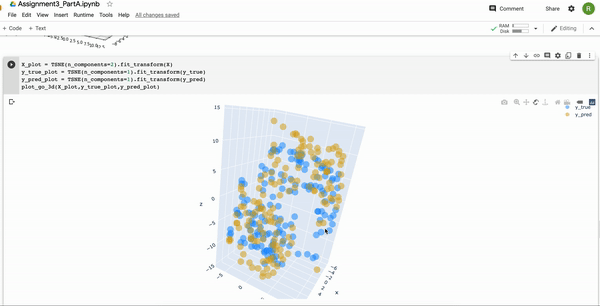 Assignment3_PartA.ipynb
File Edit View Insert Runtime Tools Help All changes saved
Comment Share R
+ Code + Text
RAM
Disk
Editing
X_plot = TSNE(n_components=2).fit_transform(X)
y_true_plot = TSNE(n_components=1).fit_transform(y_true)
y_pred_plot = TSNE(n_components=1).fit_transform(y_pred)
plot_go_3d(X_plot,y_true_plot,y_pred_plot)
y_true
y_pred
15
10
5
0
−5
−10
−15
z
−5
0
x